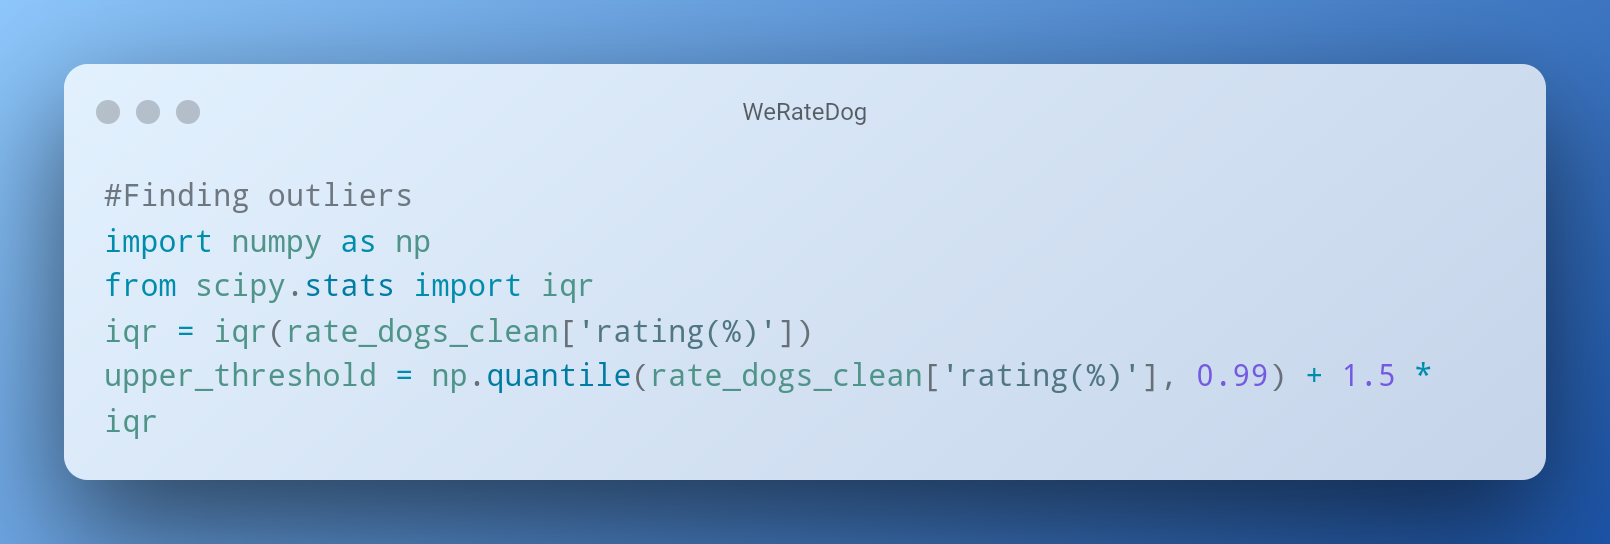 WeRateDog
#Finding outliers
import numpy as np
from scipy.stats import iqr
iqr = iqr(rate_dogs_clean['rating(%)'])
upper_threshold = np.quantile(rate_dogs_clean['rating(%)'], 0.99) + 1.5 *
iqr